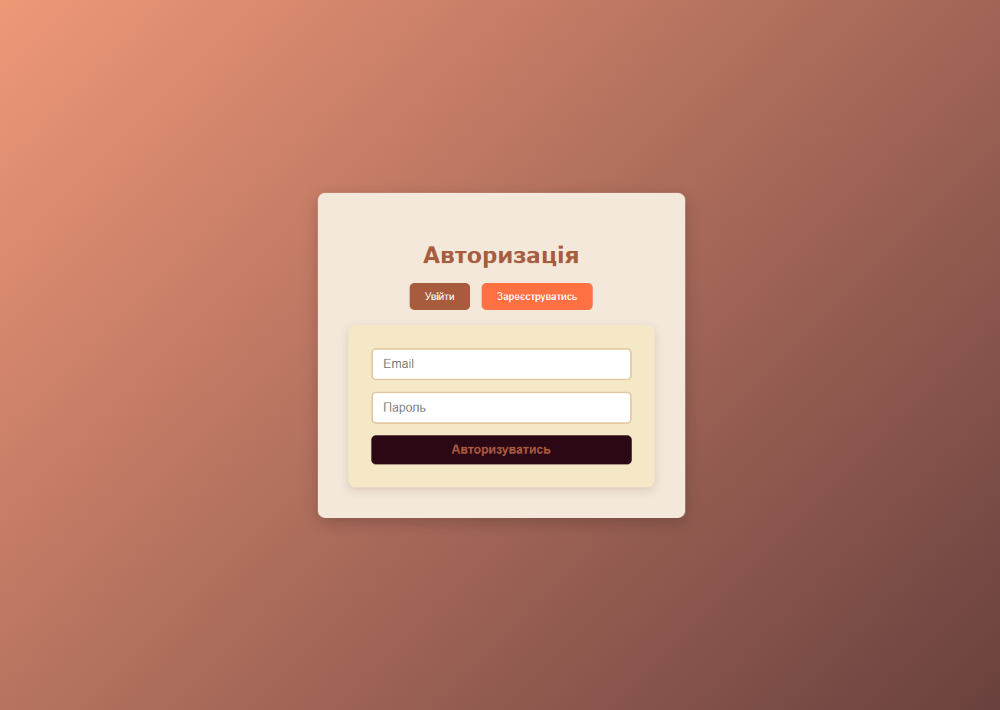 Авторизація
Увійти Зареєструватись
Email
Пароль
Авторизуватись